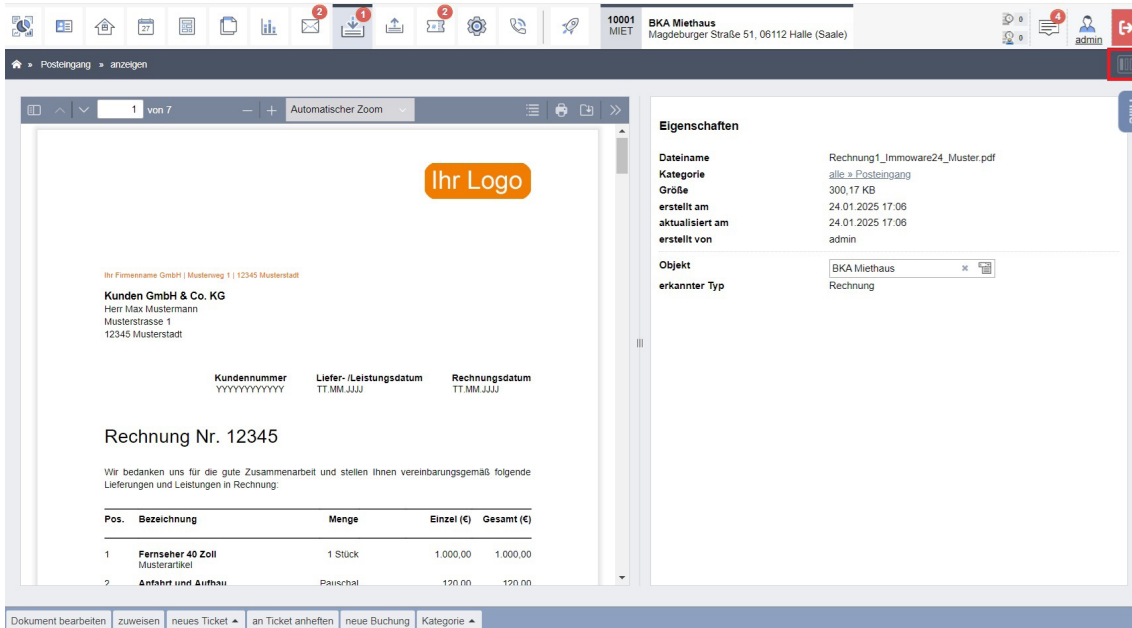 2
1
2
27
10001
MIET
BKA Miethaus
Magdeburger Straße 51, 06112 Halle (Saale)
0
0
4
admin
» Posteingang » anzeigen
1 von 7
Automatischer Zoom
Ihr Logo
Ihr Firmenname GmbH | Musterweg 1 | 12345 Musterstadt
Kunden GmbH & Co. KG
Herr Max Mustermann
Musterstrasse 1
12345 Musterstadt
Kundennummer Liefer- /Leistungsdatum Rechnungsdatum
YYYYYYYYYYYY TT.MM.JJJJ TT.MM.JJJJ
Rechnung Nr. 12345
Wir bedanken uns für die gute Zusammenarbeit und stellen Ihnen vereinbarungsgemäß folgende
Lieferungen und Leistungen in Rechnung:
Pos. Bezeichnung Menge Einzel (€) Gesamt (€)
1 Fernseher 40 Zoll 1 Stück 1.000,00 1.000,00
Musterartikel
2 Anfahrt und Aufbau Pauschal 120,00 120,00
Eigenschaften
Dateiname Rechnung1_Immoware24_Muster.pdf
Kategorie alle » Posteingang
Größe 300,17 KB
erstellt am 24.01.2025 17:06
aktualisiert am 24.01.2025 17:06
erstellt von admin
Objekt BKA Miethaus
erkannter Typ Rechnung
Dokument bearbeiten zuweisen neues Ticket an Ticket anheften neue Buchung Kategorie